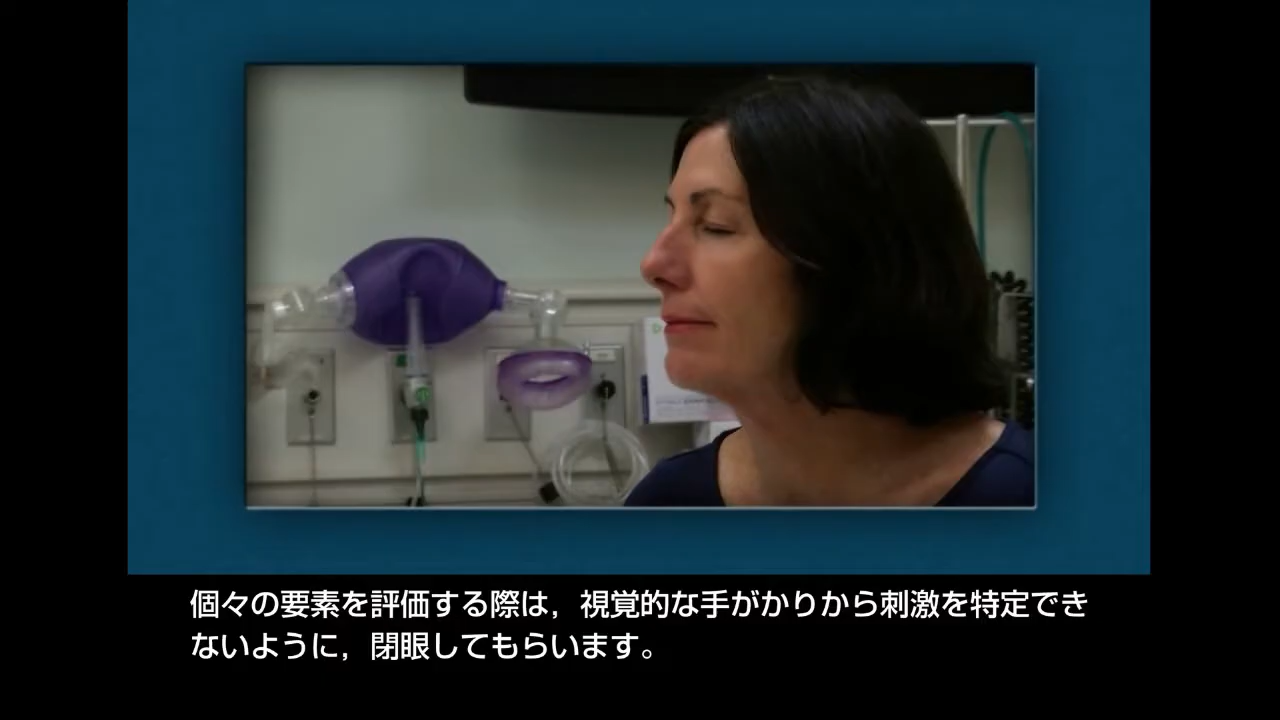 個々の要素を評価する際は，視覚的な手がかりから刺激を特定でき
ないように，閉眼してもらいます。